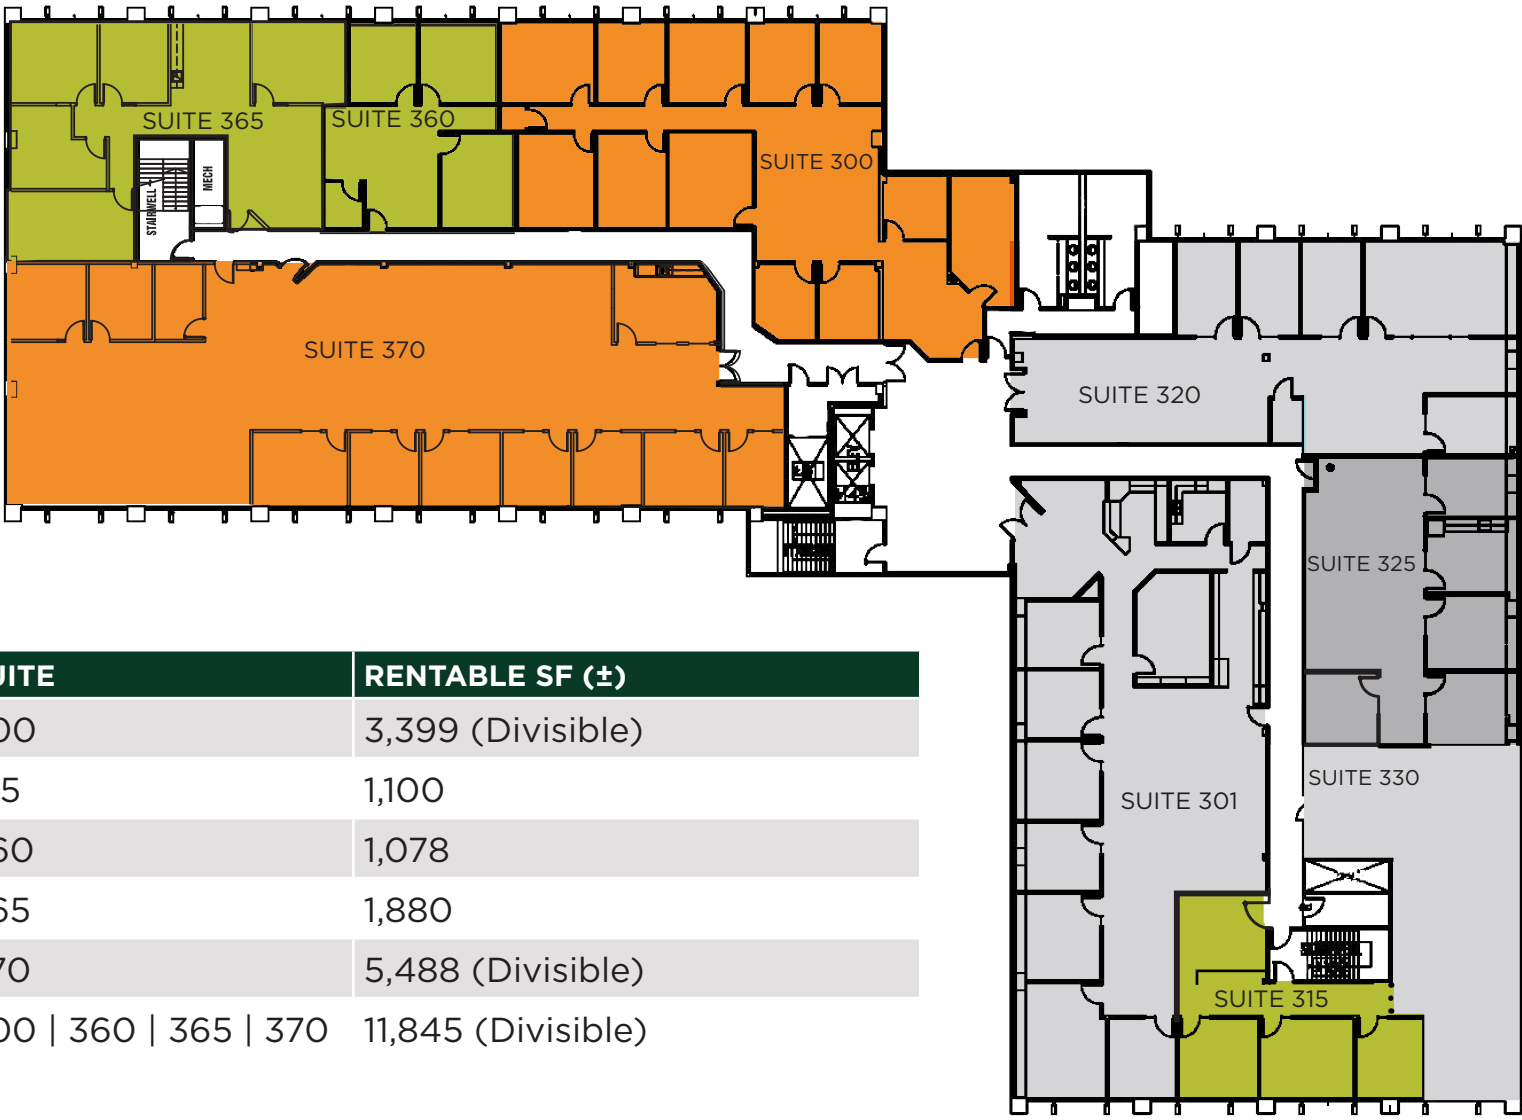 SUITE 365
SUITE 360
SUITE 300
STAIRWELL
MECH
SUITE 370
SUITE 320
SUITE 325
SUITE 330
SUITE 301
SUITE 315
UITE RENTABLE SF (±)
00 3,399 (Divisible)
15 1,100
60 1,078
65 1,880
70 5,488 (Divisible)
00 | 360 | 365 | 370 11,845 (Divisible)